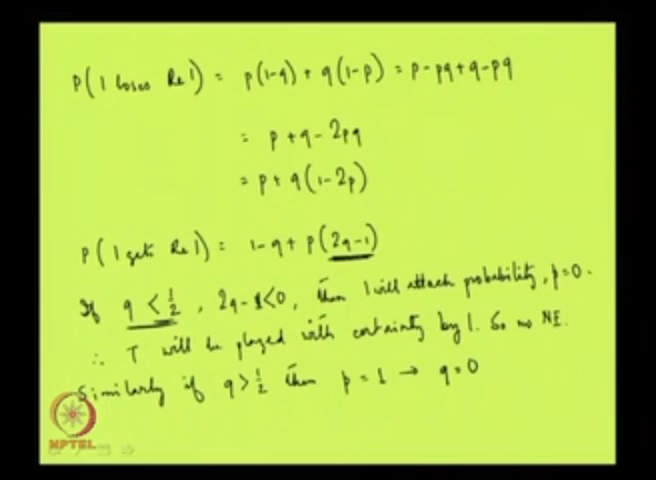 P(1 loses Re 1) = p(1-q) + q(1-p) = p - pq + q - pq
= p + q - 2pq
= p + q(1-2p)
P(1 gets Re 1) = 1-q + p(2q-1)
If q < 1/2, 2q-1<0, then 1 will attach probability, p=0.
∴ T will be played with certainty by 1. So no NE.
Similarly if q > 1/2 then p = 1 → q = 0
NPTEL